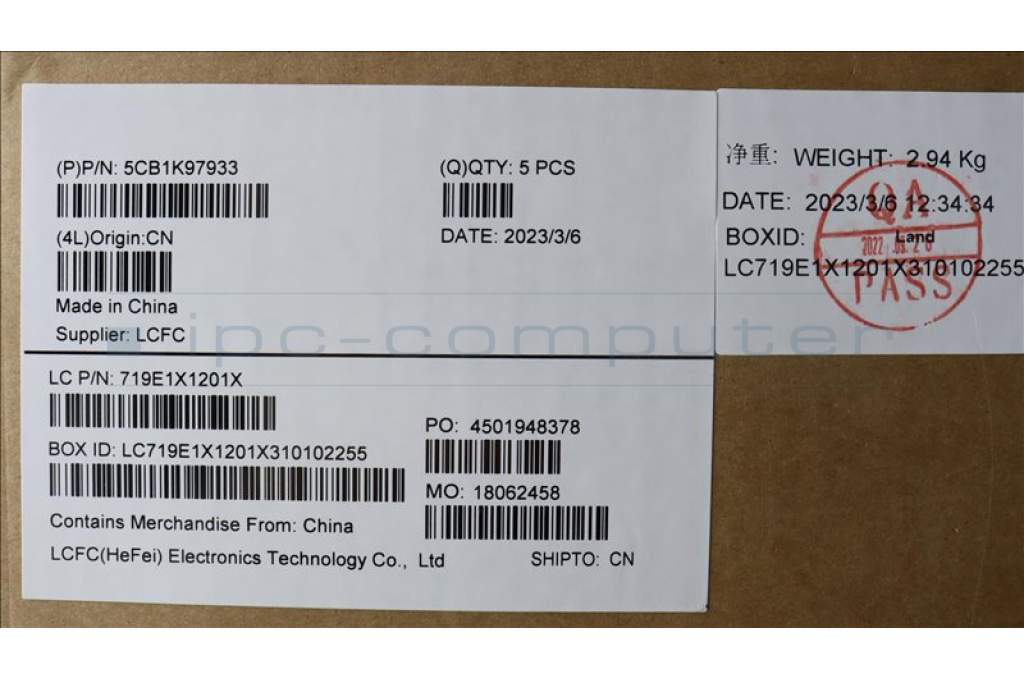 (P)P/N: 5CB1K97933
(Q)QTY: 5 PCS
(4L)Origin:CN
DATE: 2023/3/6
Made in China
Supplier: LCFC
净重: WEIGHT: 2.94 Kg
DATE: 2023/3/6 12:34:34
BOXID: Land
LC719E1X1201X310102255
QA
PASS
ipc-computer
LC P/N: 719E1X1201X
PO: 4501948378
BOX ID: LC719E1X1201X310102255
MO: 18062458
Contains Merchandise From: China
LCFC(HeFei) Electronics Technology Co., Ltd
SHIPTO: CN